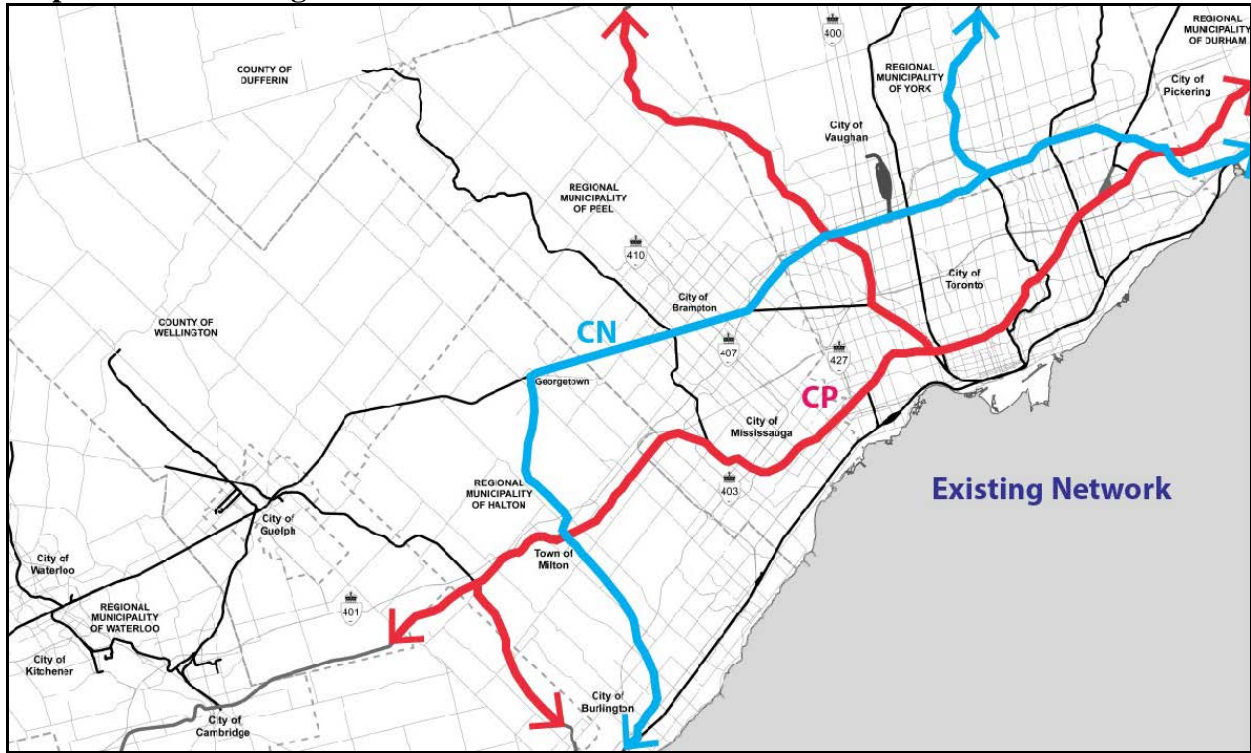 COUNTY OF
DUFFERIN
400
REGIONAL
MUNICIPALITY
OF YORK
REGIONAL
MUNICIPALITY
OF DURHAM
City of
Pickering
City of
Vaughan
REGIONAL
MUNICIPALITY
OF PEEL
410
City of
Toronto
City of
Brampton
COUNTY OF
WELLINGTON
CN
407
427
Georgetown
CP
City of
Mississauga
403
REGIONAL
MUNICIPALITY
OF HALTON
Existing Network
City of
Guelph
Town of
Milton
City of
Waterloo
REGIONAL
MUNICIPALITY
OF WATERLOO
401
City of
Kitchener
City of
Burlington
City of
Cambridge